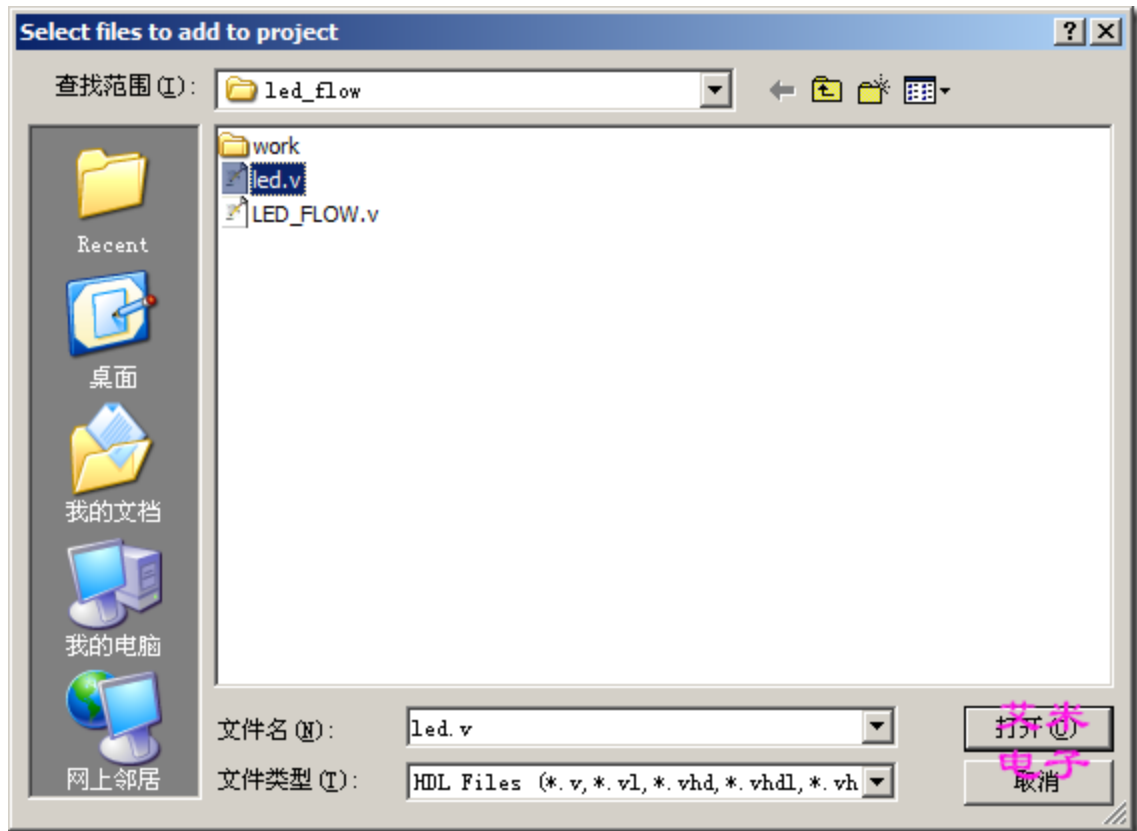 Select files to add to project
查找范围(I):
led_flow
work
led.v
LED_FLOW.v
Recent
桌面
我的文档
我的电脑
网上邻居
文件名(N):
led.v
打开(O)
文件类型(T):
HDL Files (*.v,*.vl,*.vhd,*.vhdl,*.vh
取消
艾米
电子